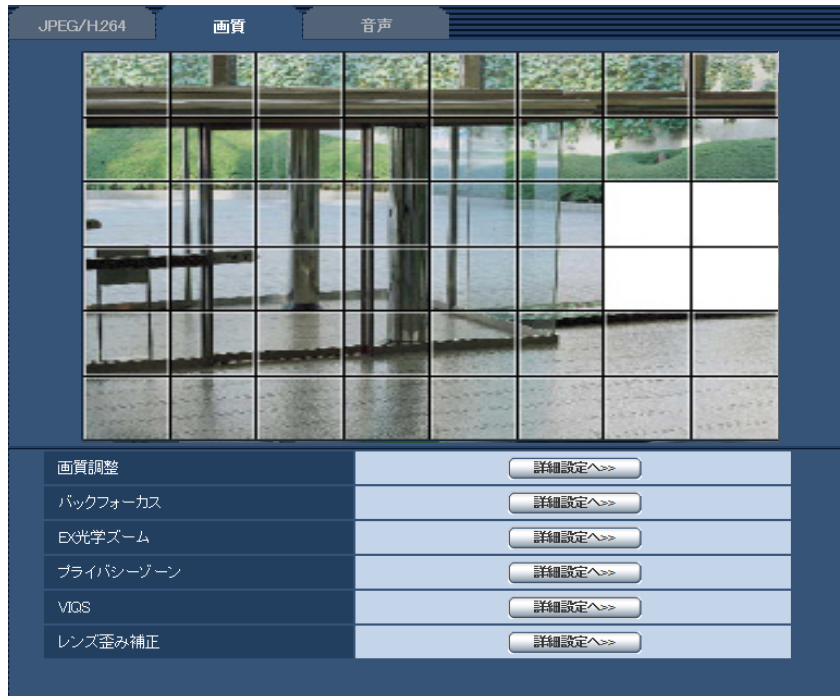 JPEG/H.264 画質 音声
画質調整 詳細設定へ>>
バックフォーカス 詳細設定へ>>
EX光学ズーム 詳細設定へ>>
プライバシーゾーン 詳細設定へ>>
VIQS 詳細設定へ>>
レンズ歪み補正 詳細設定へ>>